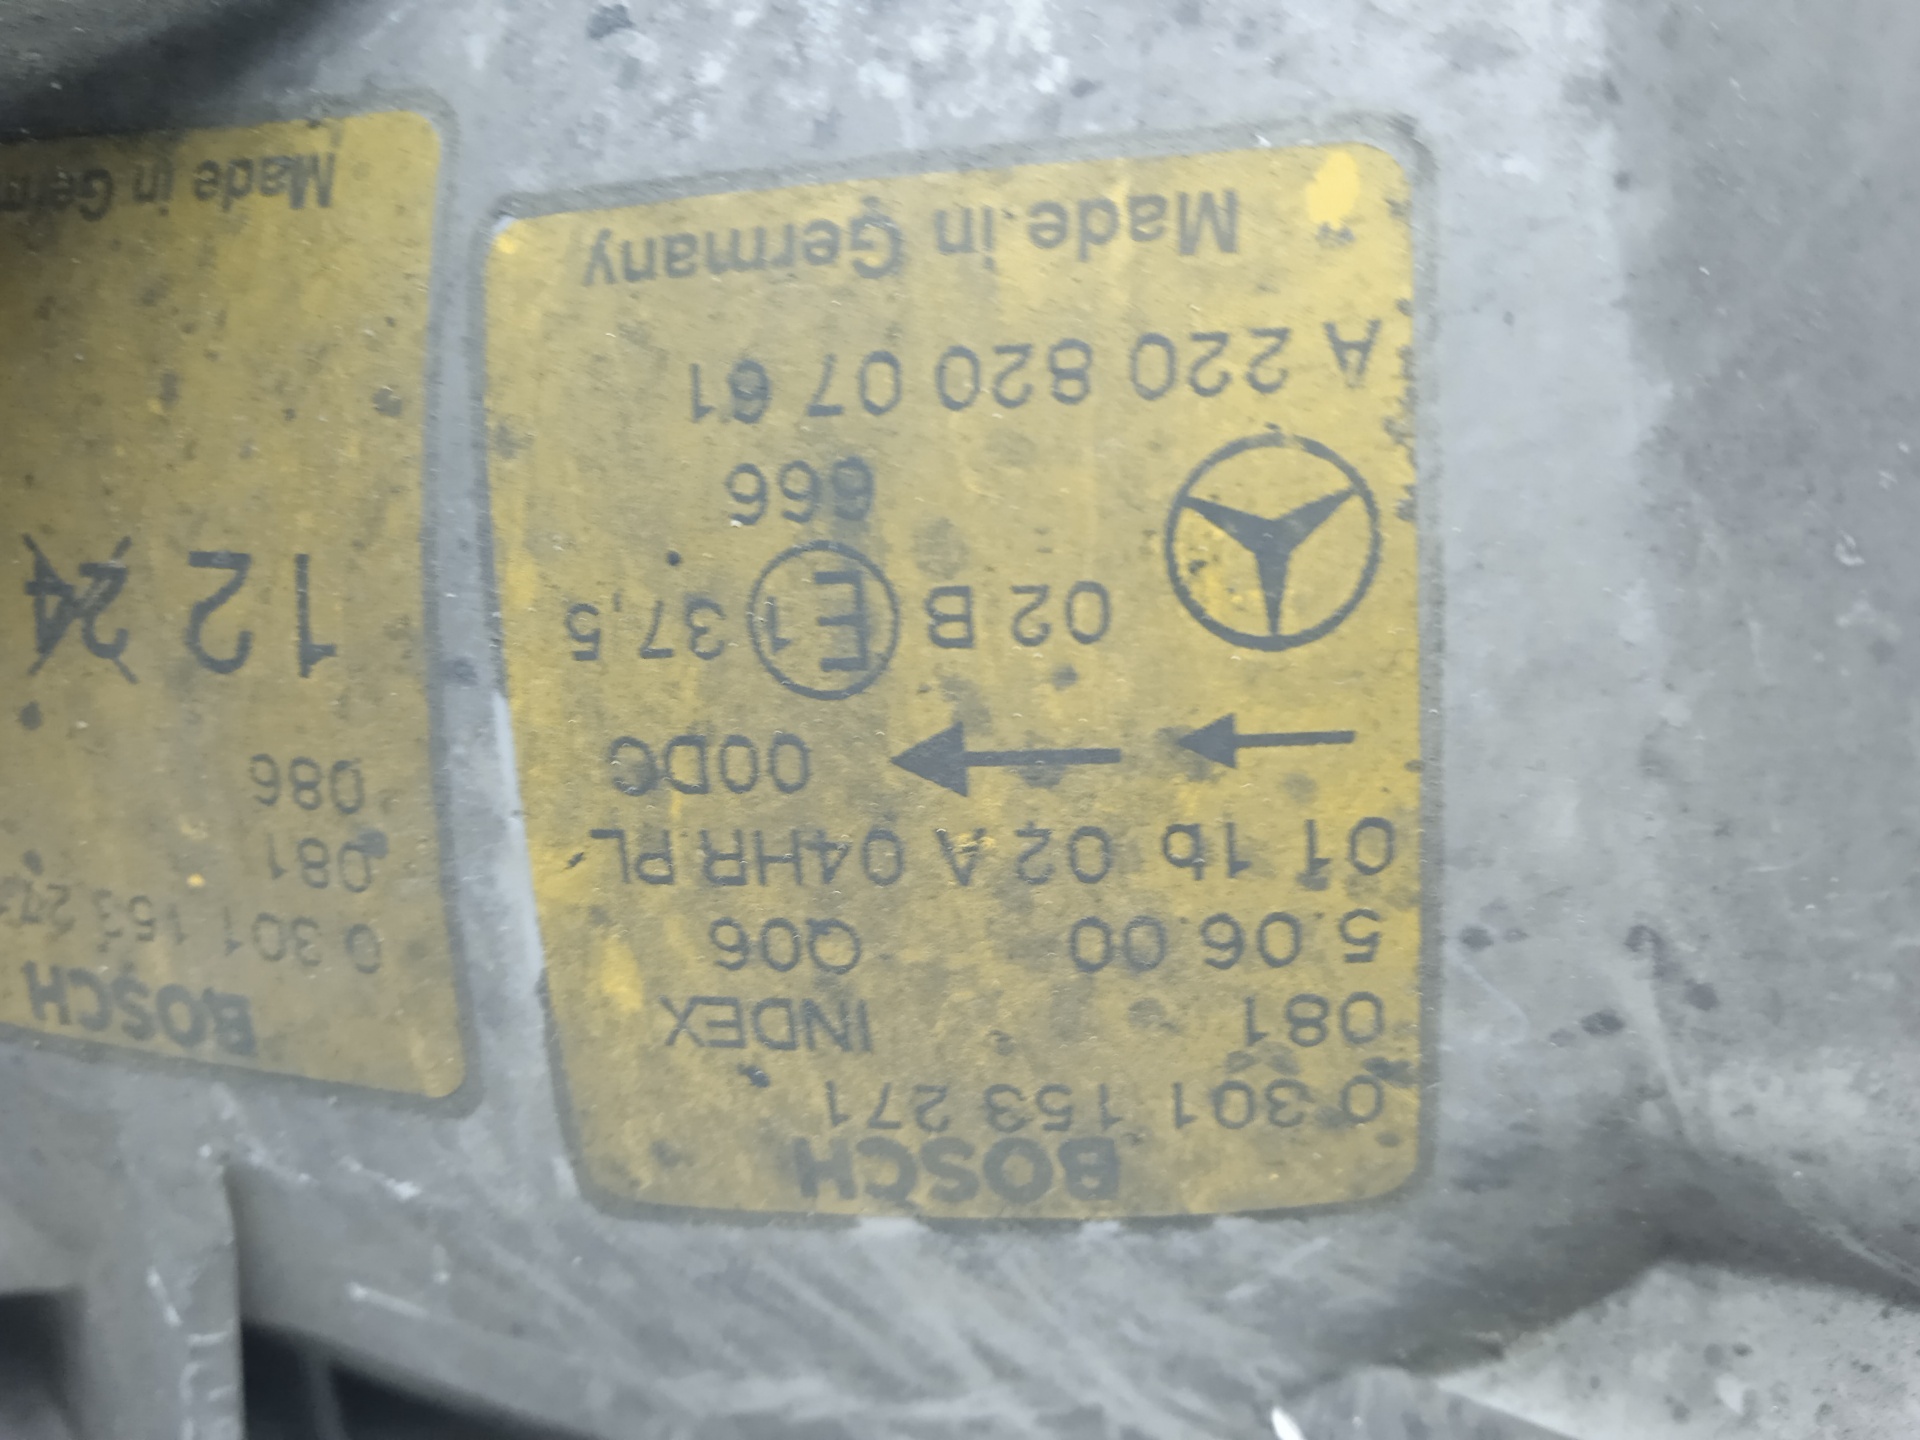 BOSCH
0 301 153 271
081 INDEX
5.06.00 Q06
01 1b 02 A 04HR PL
00DC
02 B E1 37,5
666
A 220 820 07 61
Made in Germany
BOSCH
0 301 153 271
081
086
12 24
Made in Germ